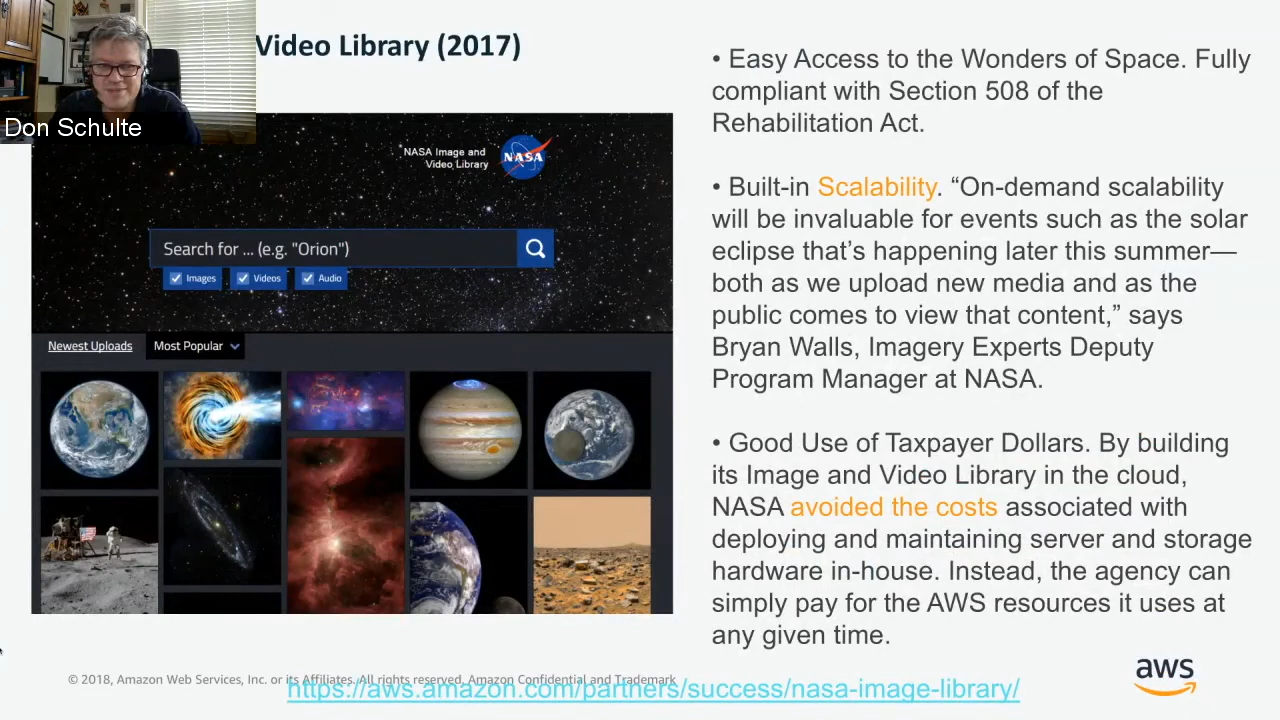 Video Library (2017)
Don Schulte
NASA Image and
Video Library
NASA
Search for ... (e.g. "Orion")
Images
Videos
Audio
Newest Uploads
Most Popular
• Easy Access to the Wonders of Space. Fully
compliant with Section 508 of the
Rehabilitation Act.
• Built-in Scalability. “On-demand scalability
will be invaluable for events such as the solar
eclipse that’s happening later this summer—
both as we upload new media and as the
public comes to view that content,” says
Bryan Walls, Imagery Experts Deputy
Program Manager at NASA.
• Good Use of Taxpayer Dollars. By building
its Image and Video Library in the cloud,
NASA avoided the costs associated with
deploying and maintaining server and storage
hardware in-house. Instead, the agency can
simply pay for the AWS resources it uses at
any given time.
© 2018, Amazon Web Services, Inc. or its Affiliates. All rights reserved, Amazon Confidential and Trademark
https://aws.amazon.com/partners/success/nasa-image-library/
aws